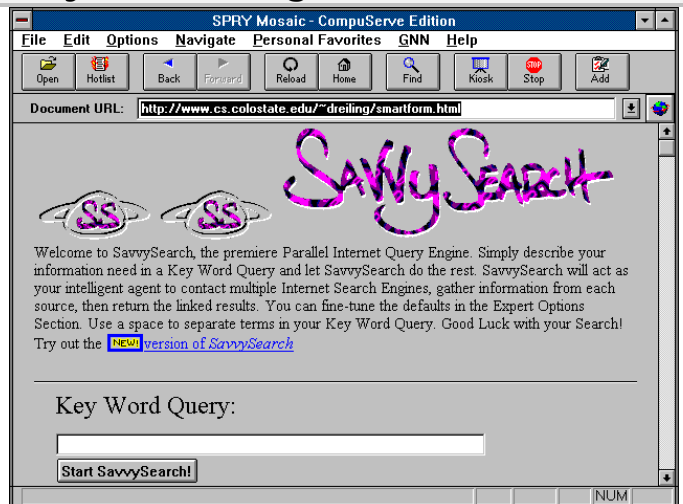 SPRY Mosaic - CompuServe Edition
File Edit Options Navigate Personal Favorites GNN Help
Open Hotlist Back Forward Reload Home Find Kiosk Stop Add
Document URL: http://www.cs.colostate.edu/~dreiling/smartform.html
SavvySearch
SS SS
Welcome to SavvySearch, the premiere Parallel Internet Query Engine. Simply describe your
information need in a Key Word Query and let SavvySearch do the rest. SavvySearch will act as
your intelligent agent to contact multiple Internet Search Engines, gather information from each
source, then return the linked results. You can fine-tune the defaults in the Expert Options
Section. Use a space to separate terms in your Key Word Query. Good Luck with your Search!
Try out the NEW! version of SavvySearch
Key Word Query:
Start SavvySearch!
NUM